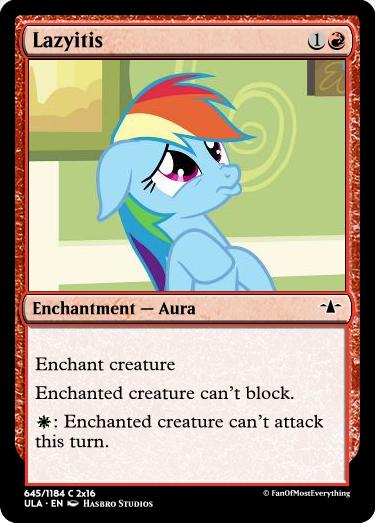 Lazyitis 1
Enchantment — Aura
Enchant creature
Enchanted creature can't block.
: Enchanted creature can't attack
this turn.
645/1184 C 2x16
ULA · EN HASBRO STUDIOS
© FanOfMostEverything